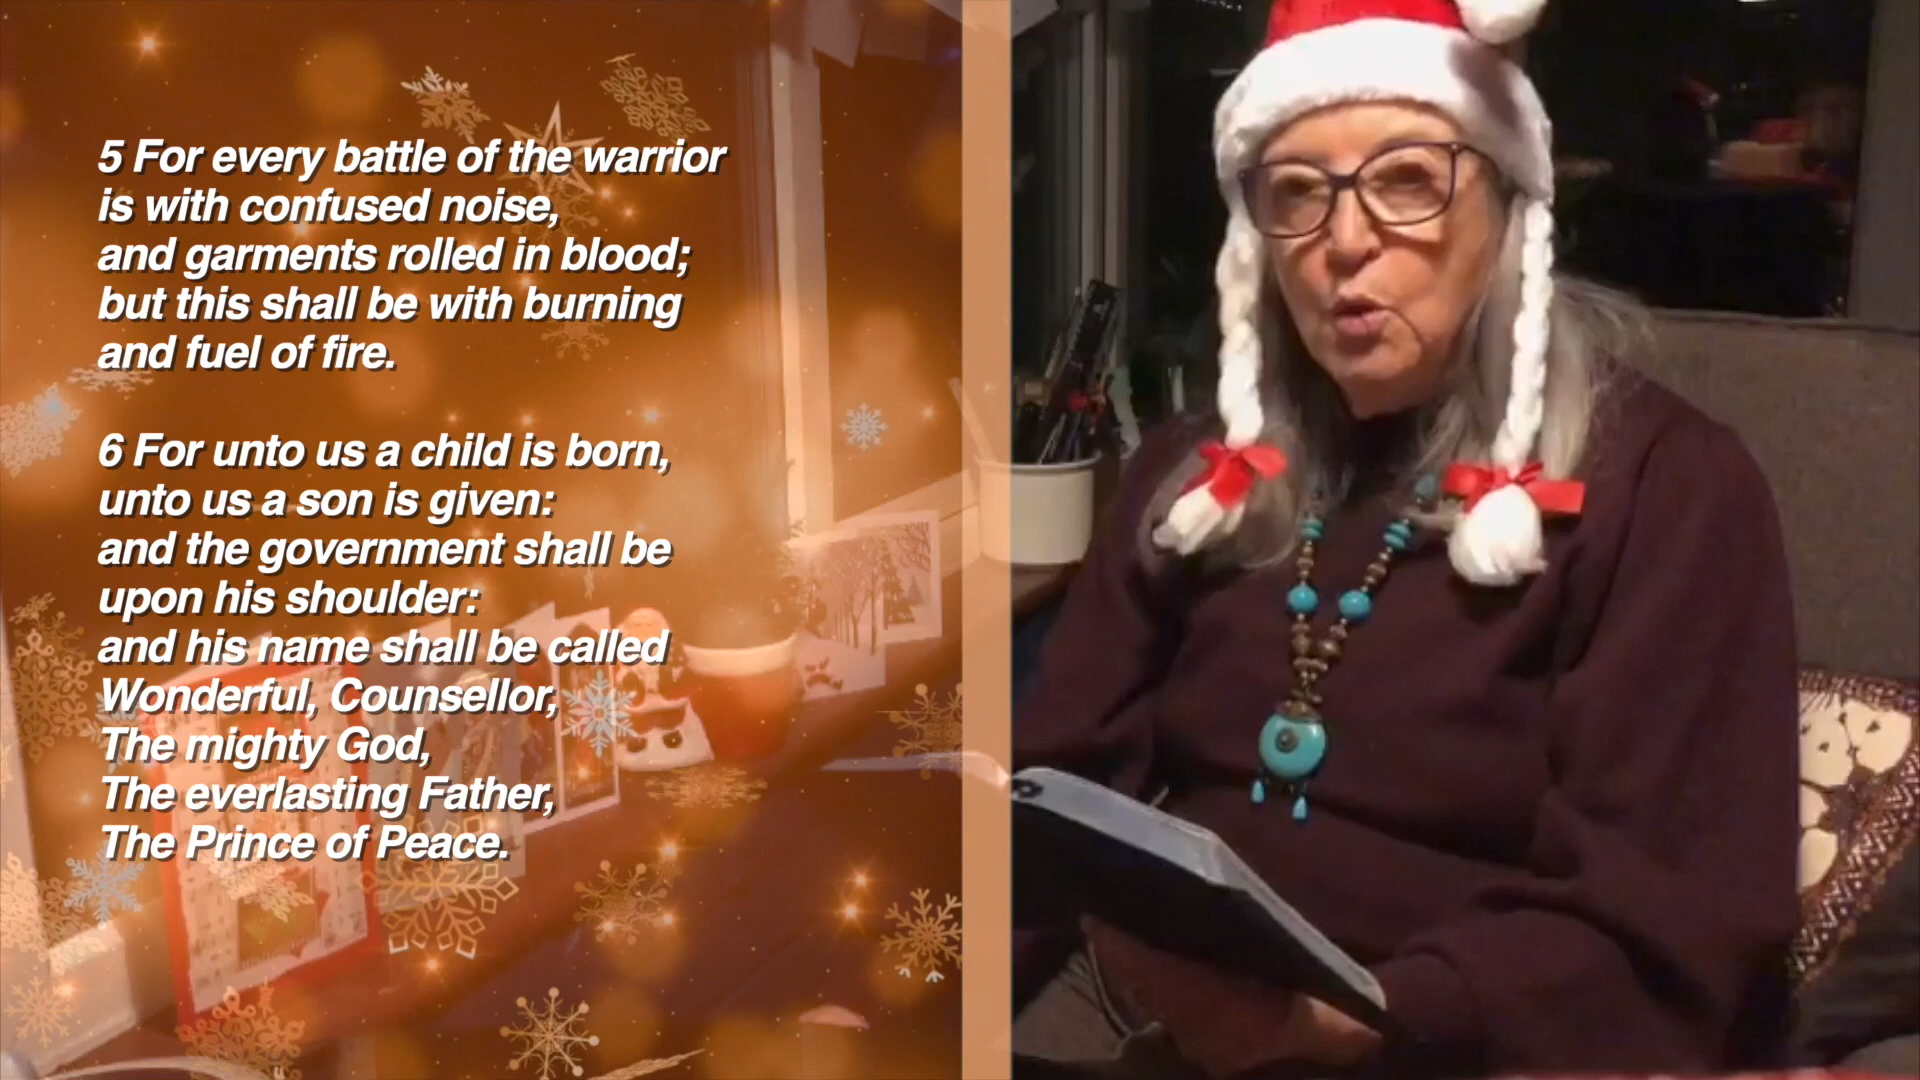 5 For every battle of the warrior
is with confused noise,
and garments rolled in blood;
but this shall be with burning
and fuel of fire.
6 For unto us a child is born,
unto us a son is given:
and the government shall be
upon his shoulder:
and his name shall be called
Wonderful, Counsellor,
The mighty God,
The everlasting Father,
The Prince of Peace.